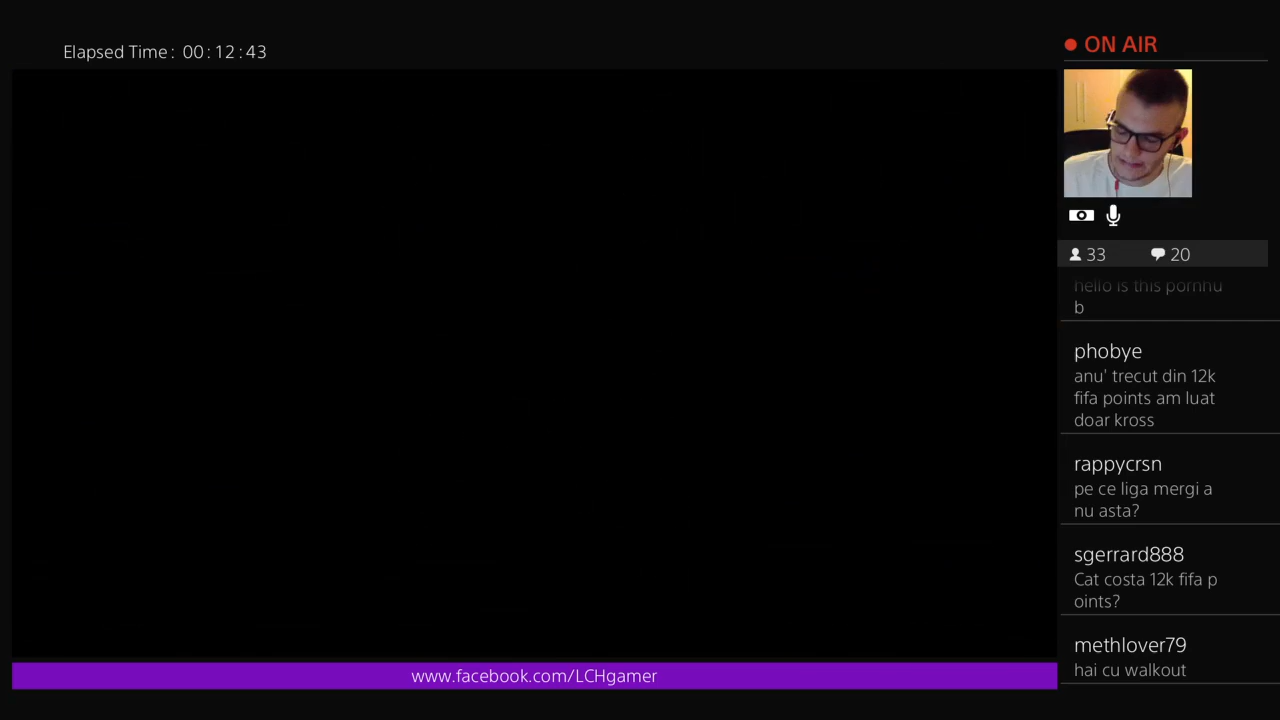 Elapsed Time: 00:12:43
ON AIR
33 20
hello is this pornhu
b
phobye
anu' trecut din 12k
fifa points am luat
doar kross
rappycrsn
pe ce liga mergi a
nu asta?
sgerrard888
Cat costa 12k fifa p
oints?
methlover79
hai cu walkout
www.facebook.com/LCHgamer